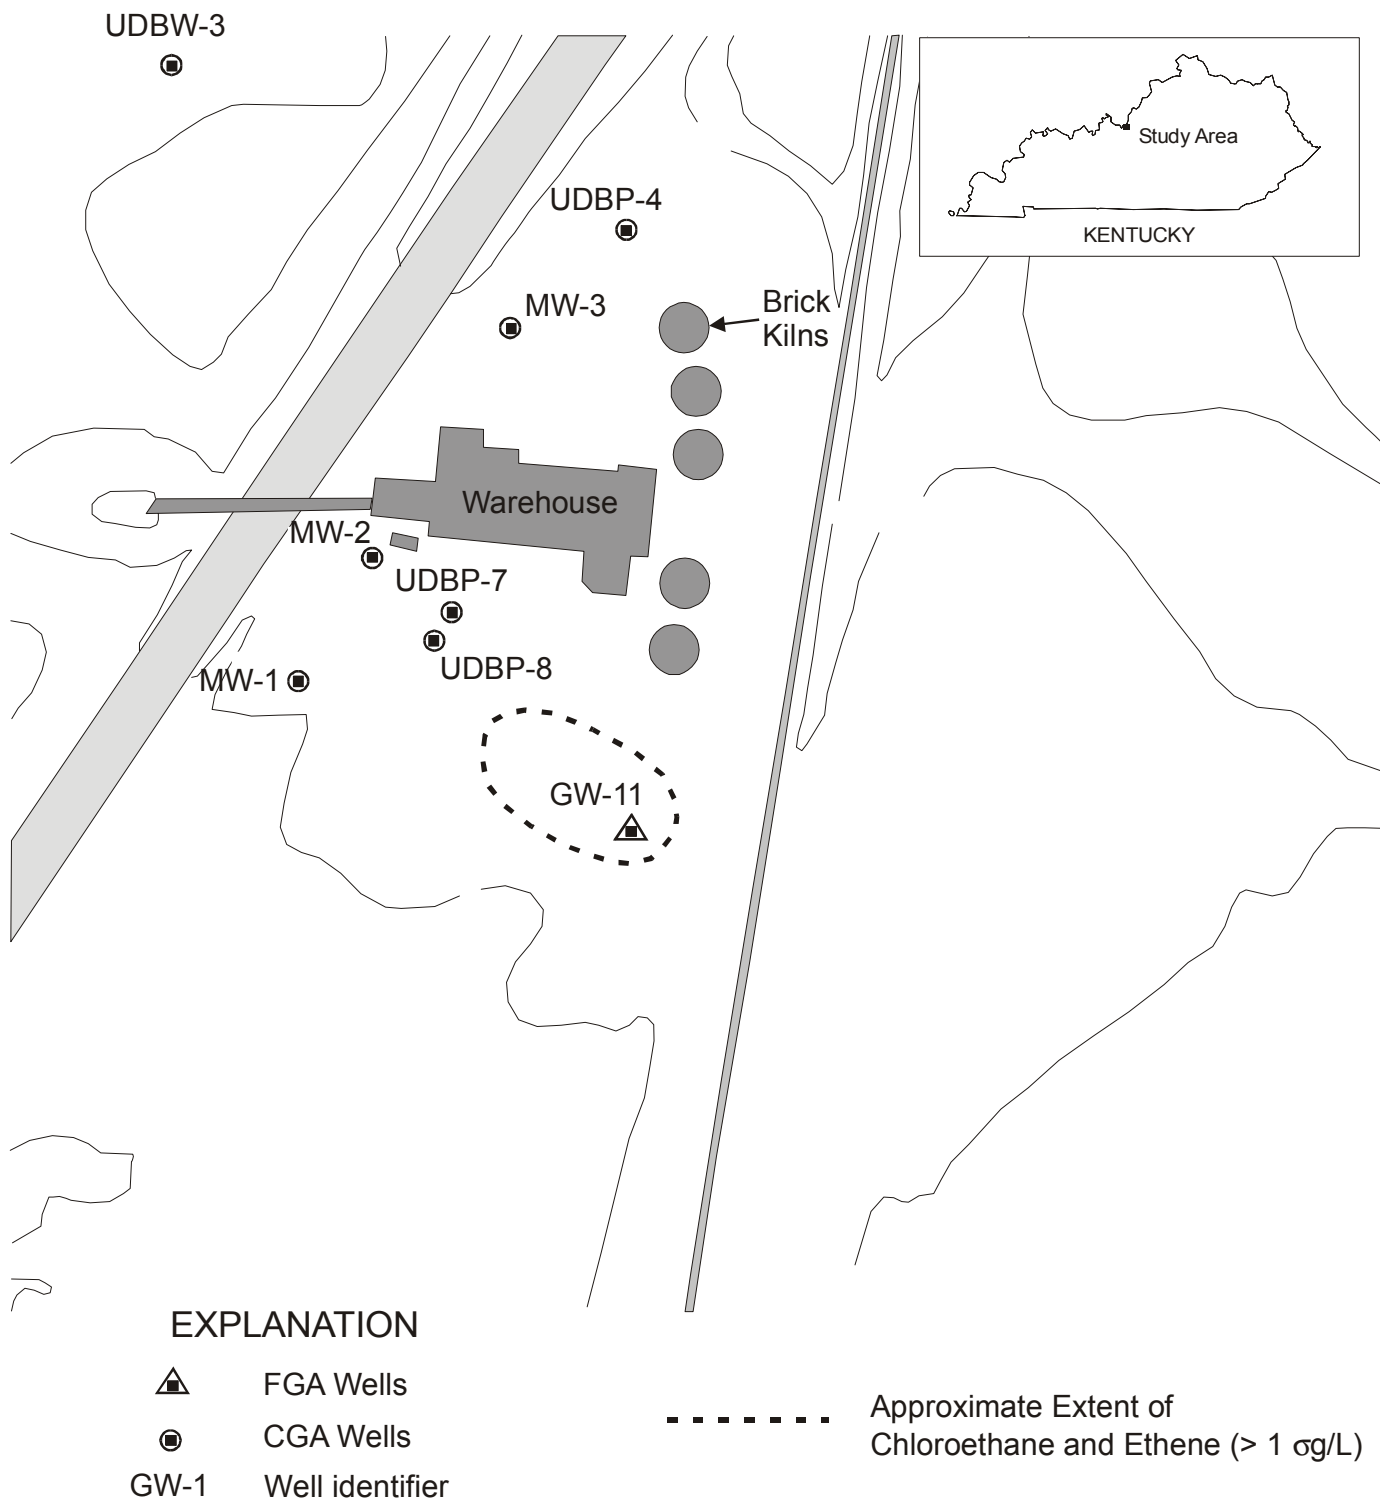 UDBW-3
Study Area
KENTUCKY
UDBP-4
MW-3
Brick
Kilns
Warehouse
MW-2
UDBP-7
UDBP-8
MW-1
GW-11
EXPLANATION
FGA Wells
CGA Wells
GW-1 Well identifier
Approximate Extent of
Chloroethane and Ethene (> 1 σg/L)